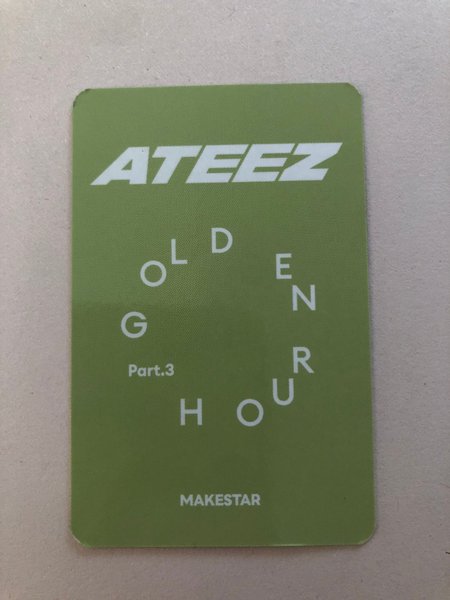 ATEEZ
GOLDEN
HOUR
Part.3
MAKESTAR